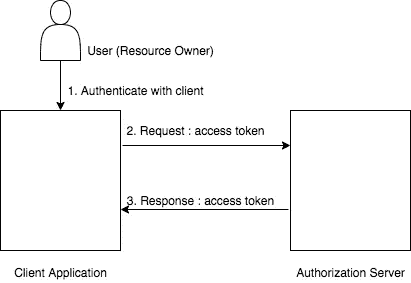 User (Resource Owner)
1. Authenticate with client
2. Request : access token
3. Response : access token
Client Application
Authorization Server